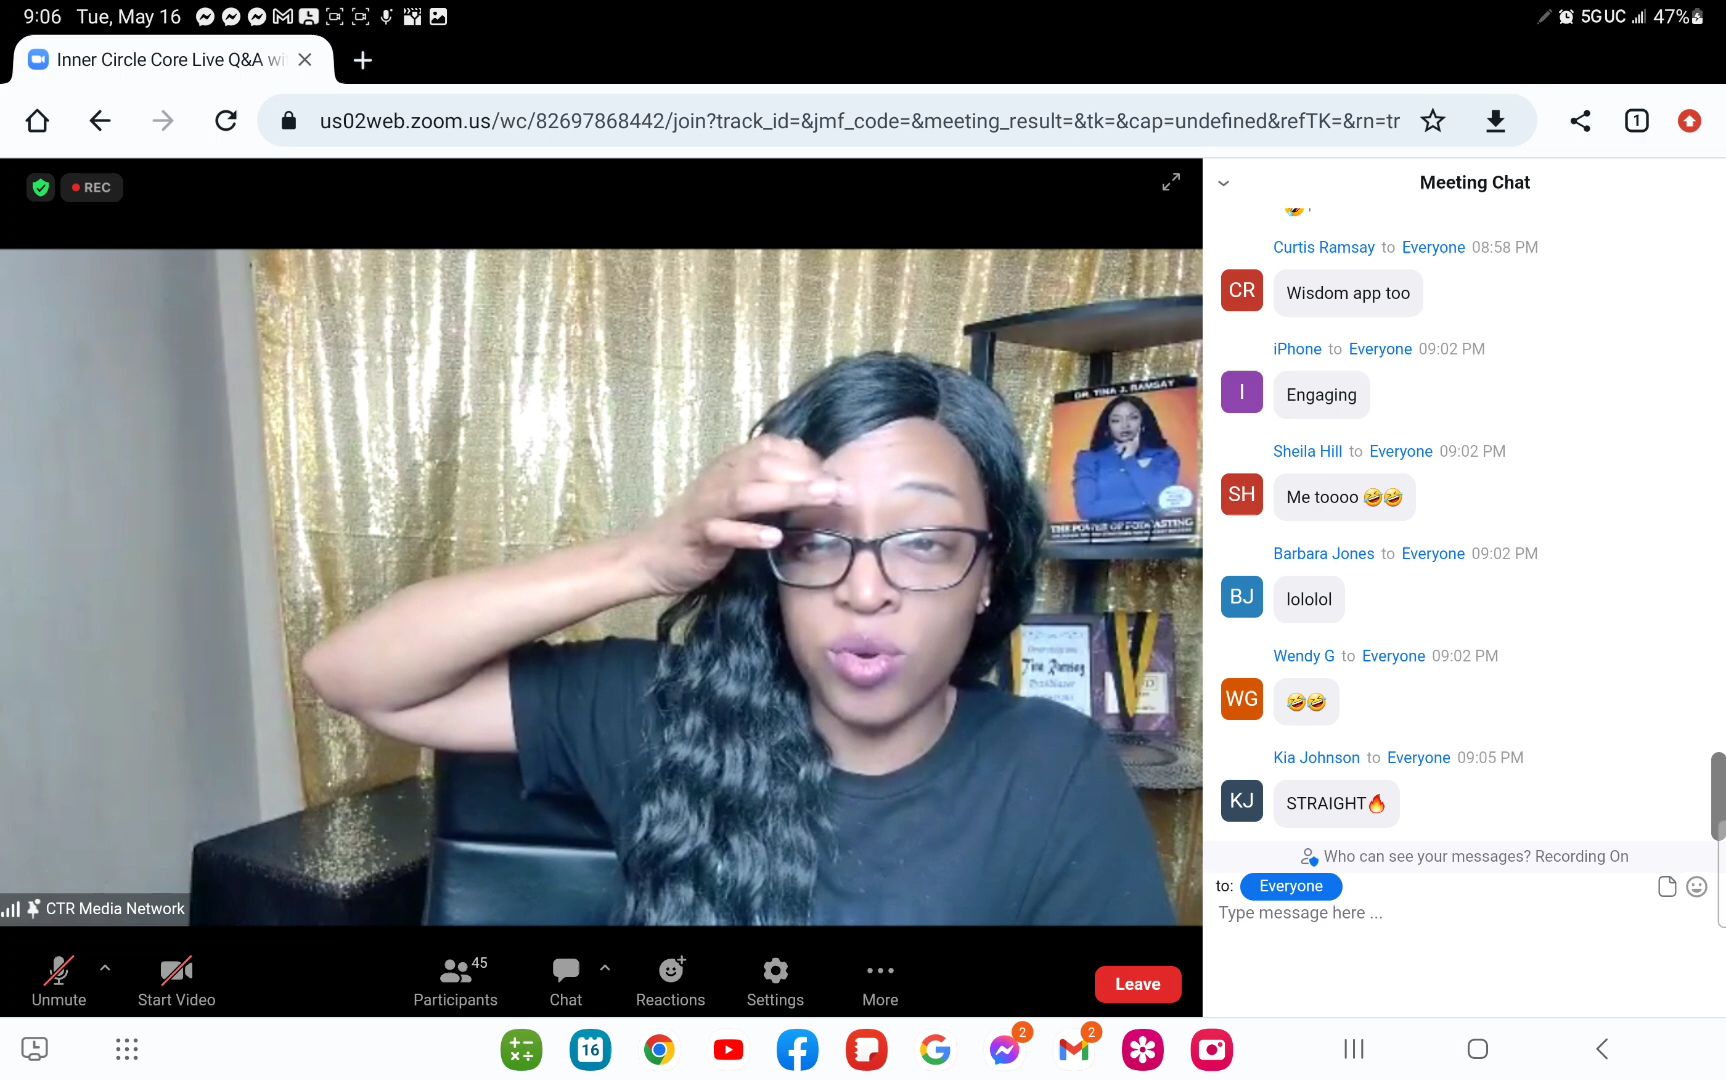 9:06 Tue, May 16
5GUC 47%
Inner Circle Core Live Q&A wi
us02web.zoom.us/wc/82697868442/join?track_id=&jmf_code=&meeting_result=&tk=&cap=undefined&refTK=&rn=tr
1
REC
Meeting Chat
Curtis Ramsay to Everyone 08:58 PM
CR
Wisdom app too
iPhone to Everyone 09:02 PM
I
Engaging
Sheila Hill to Everyone 09:02 PM
SH
Me toooo 🤣🤣
Barbara Jones to Everyone 09:02 PM
BJ
lololol
Wendy G to Everyone 09:02 PM
WG
🤣🤣
Kia Johnson to Everyone 09:05 PM
KJ
STRAIGHT🔥
Who can see your messages? Recording On
to: Everyone
Type message here ...
DR. TINA J. RAMSAY
THE POWER OF PODCASTING
Tina Ramsay
CTR Media Network
Unmute
Start Video
45
Participants
Chat
Reactions
Settings
More
Leave
16
2
2